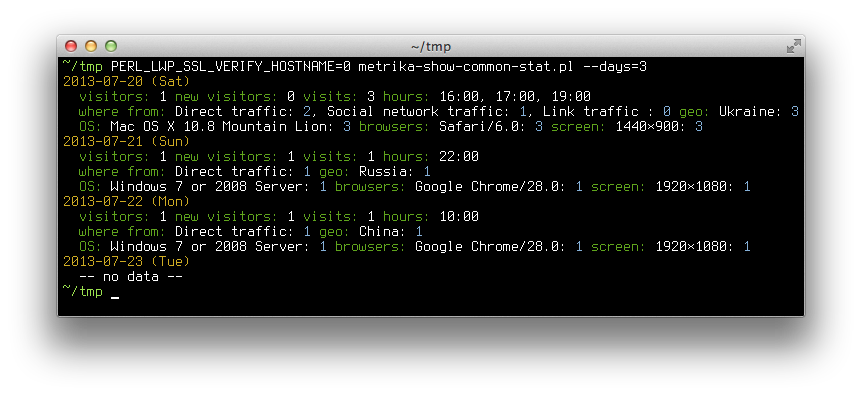 ~/tmp
~/tmp PERL_LWP_SSL_VERIFY_HOSTNAME=0 metrika-show-common-stat.pl --days=3
2013-07-20 (Sat)
visitors: 1 new visitors: 0 visits: 3 hours: 16:00, 17:00, 19:00
where from: Direct traffic: 2, Social network traffic: 1, Link traffic : 0 geo: Ukraine: 3
OS: Mac OS X 10.8 Mountain Lion: 3 browsers: Safari/6.0: 3 screen: 1440×900: 3
2013-07-21 (Sun)
visitors: 1 new visitors: 1 visits: 1 hours: 22:00
where from: Direct traffic: 1 geo: Russia: 1
OS: Windows 7 or 2008 Server: 1 browsers: Google Chrome/28.0: 1 screen: 1920×1080: 1
2013-07-22 (Mon)
visitors: 1 new visitors: 1 visits: 1 hours: 10:00
where from: Direct traffic: 1 geo: China: 1
OS: Windows 7 or 2008 Server: 1 browsers: Google Chrome/28.0: 1 screen: 1920×1080: 1
2013-07-23 (Tue)
-- no data --
~/tmp _